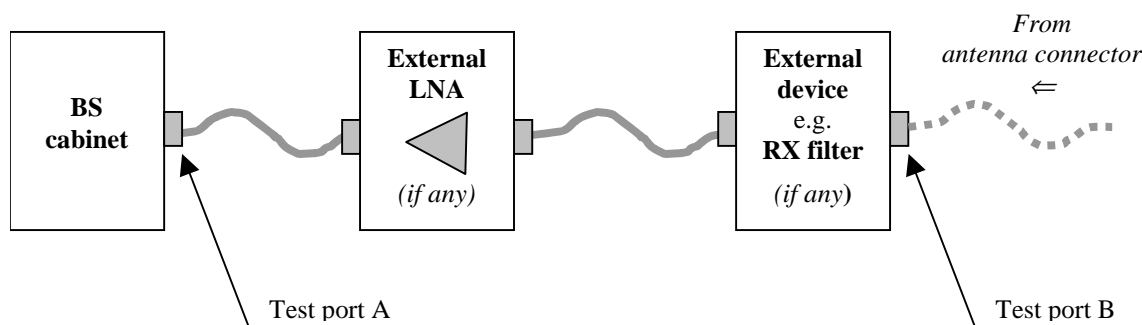 BS
cabinet
External
LNA
(if any)
External
device
e.g.
RX filter
(if any)
From
antenna connector
⇐
Test port A
Test port B